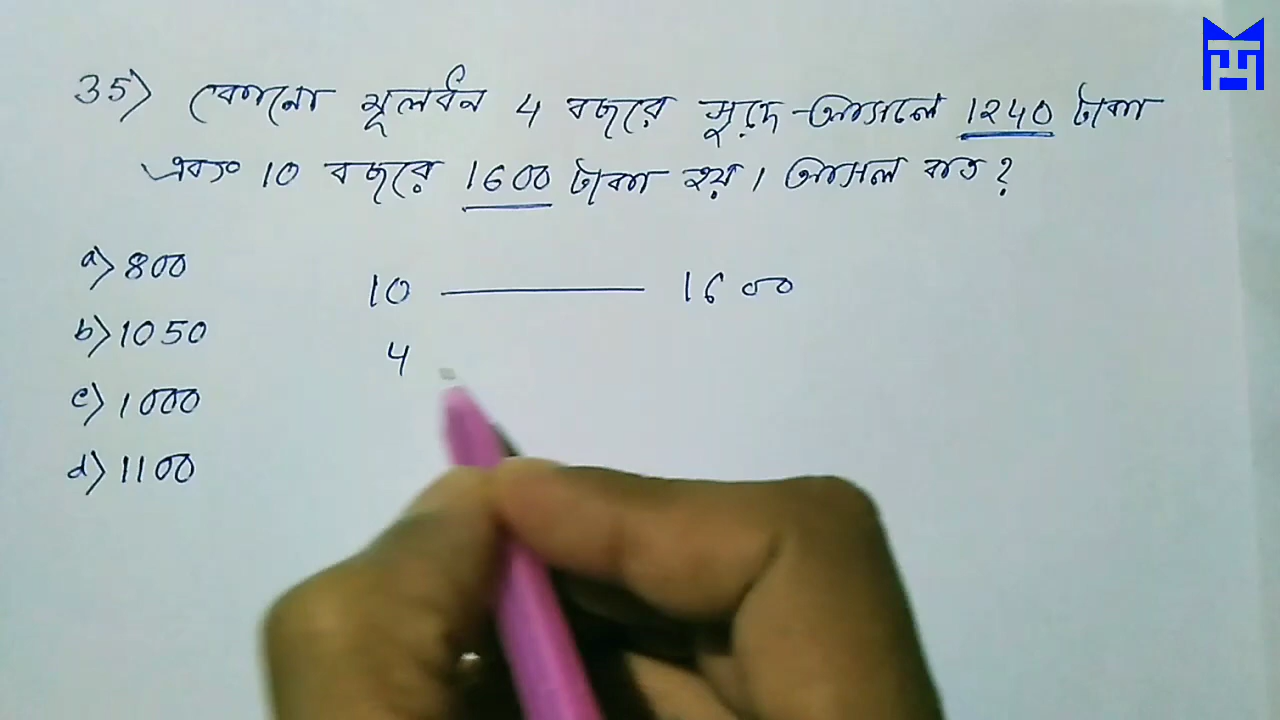 35) কোনো মূলধন 4 বছরে সুদে-আসলে 1240 টাকা
এবং 10 বছরে 1600 টাকা হয়। আসল কত?
a) 800
b) 1050
c) 1000
d) 1100
10 —— 1600
4